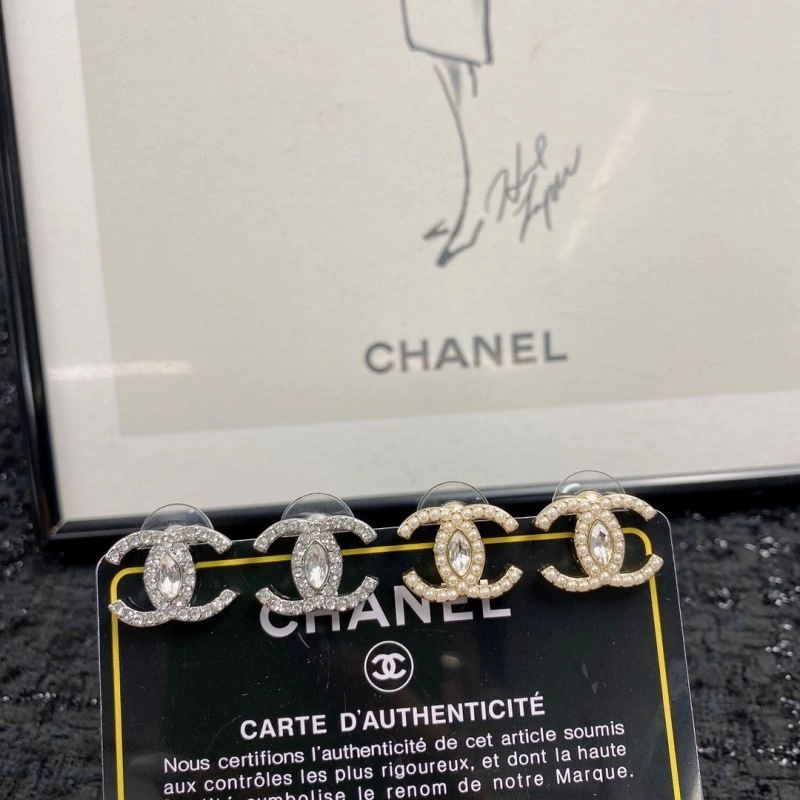 CHANEL
CHANEL
CARTE D'AUTHENTICITÉ
Nous certifions l'authenticité de cet article soumis
aux contrôles les plus rigoureux, et dont la haute
symbolise le renom de notre Marque.